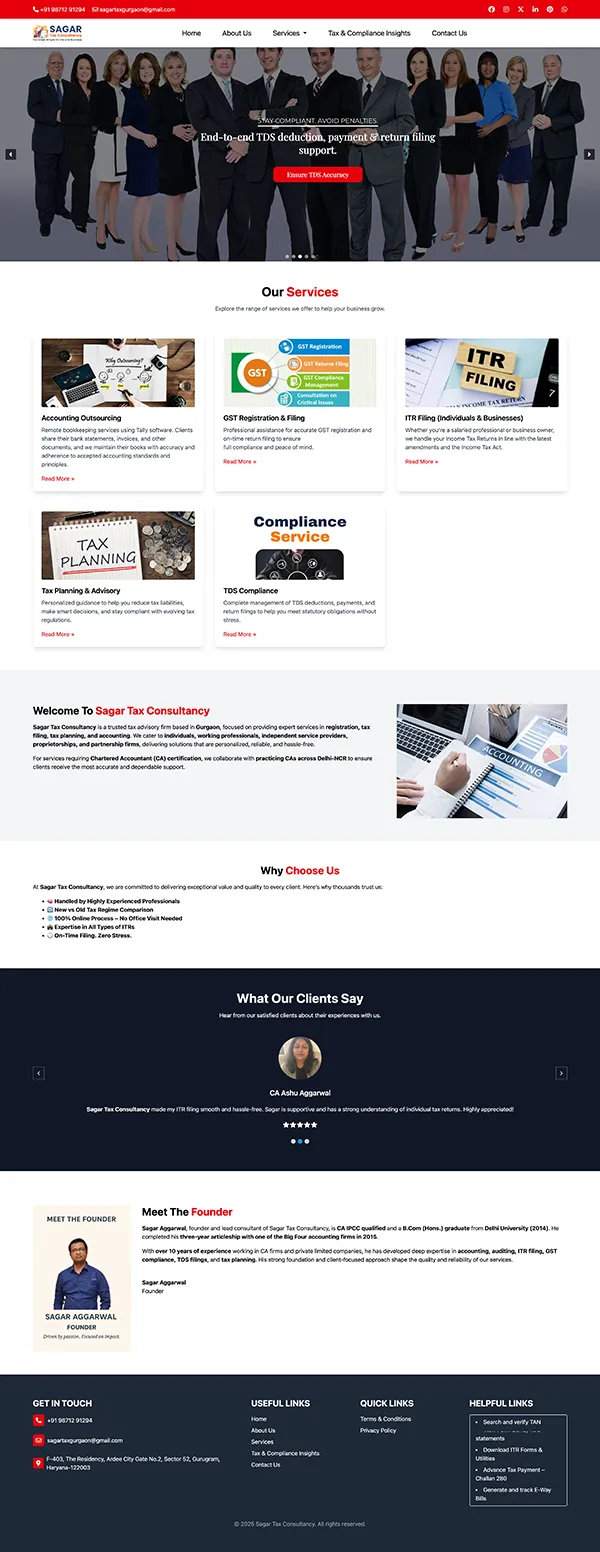 +91 98712 91294 sagartaxgurgaon@gmail.com
SAGAR
Tax Consultancy
Home About Us Services Tax & Compliance Insights Contact Us
STAY COMPLIANT. AVOID PENALTIES.
End-to-end TDS deduction, payment & return filing
support.
Ensure TDS Accuracy
Our Services
Explore the range of services we offer to help your business grow.
Why Outsourcing?
GST
GST Registration
GST Returns Filing
GST Compliance
Management
Consultation on
Crietical Issues
ITR
FILING
INCOME TAX RETURN
Accounting Outsourcing
Remote bookkeeping services using Tally software. Clients
share their bank statements, invoices, and other
documents, and we maintain their books with accuracy and
adherence to accepted accounting standards and
principles.
Read More »
GST Registration & Filing
Professional assistance for accurate GST registration and
on-time return filing to ensure
full compliance and peace of mind.
Read More »
ITR Filing (Individuals & Businesses)
Whether you're a salaried professional or business owner,
we handle your Income Tax Returns in line with the latest
amendments and the Income Tax Act.
Read More »
TAX
PLANNING
Tax Planning & Advisory
Personalized guidance to help you reduce tax liabilities,
make smart decisions, and stay compliant with evolving tax
regulations.
Read More »
Compliance
Service
TDS Compliance
Complete management of TDS deductions, payments, and
return filings to help you meet statutory obligations without
stress.
Read More »
Welcome To Sagar Tax Consultancy
Sagar Tax Consultancy is a trusted tax advisory firm based in Gurgaon, focused on providing expert services in registration, tax
filing, tax planning, and accounting. We cater to individuals, working professionals, independent service providers,
proprietorships, and partnership firms, delivering solutions that are personalized, reliable, and hassle-free.
For services requiring Chartered Accountant (CA) certification, we collaborate with practicing CAs across Delhi-NCR to ensure
clients receive the most accurate and dependable support.
ACCOUNTING
Why Choose Us
At Sagar Tax Consultancy, we are committed to delivering exceptional value and quality to every client. Here's why thousands trust us:
Handled by Highly Experienced Professionals
New vs Old Tax Regime Comparison
100% Online Process – No Office Visit Needed
Expertise in All Types of ITRs
On-Time Filing. Zero Stress.
What Our Clients Say
Hear from our satisfied clients about their experiences with us.
CA Ashu Aggarwal
Sagar Tax Consultancy made my ITR filing smooth and hassle-free. Sagar is supportive and has a strong understanding of individual tax returns. Highly appreciated!
MEET THE FOUNDER
SAGAR AGGARWAL
FOUNDER
Driven by passion. Focused on impact.
Meet The Founder
Sagar Aggarwal, founder and lead consultant of Sagar Tax Consultancy, is CA IPCC qualified and a B.Com (Hons.) graduate from Delhi University (2014). He
completed his three-year articleship with one of the Big Four accounting firms in 2015.
With over 10 years of experience working in CA firms and private limited companies, he has developed deep expertise in accounting, auditing, ITR filing, GST
compliance, TDS filings, and tax planning. His strong foundation and client-focused approach shape the quality and reliability of our services.
Sagar Aggarwal
Founder
GET IN TOUCH
+91 98712 91294
sagartaxgurgaon@gmail.com
F-403, The Residency, Ardee City Gate No.2, Sector 52, Gurugram,
Haryana-122003
USEFUL LINKS
Home
About Us
Services
Tax & Compliance Insights
Contact Us
QUICK LINKS
Terms & Conditions
Privacy Policy
HELPFUL LINKS
Search and verify TAN
statements
Download ITR Forms &
Utilities
Advance Tax Payment –
Challan 280
Generate and track E-Way
Bills
© 2025 Sagar Tax Consultancy. All rights reserved.